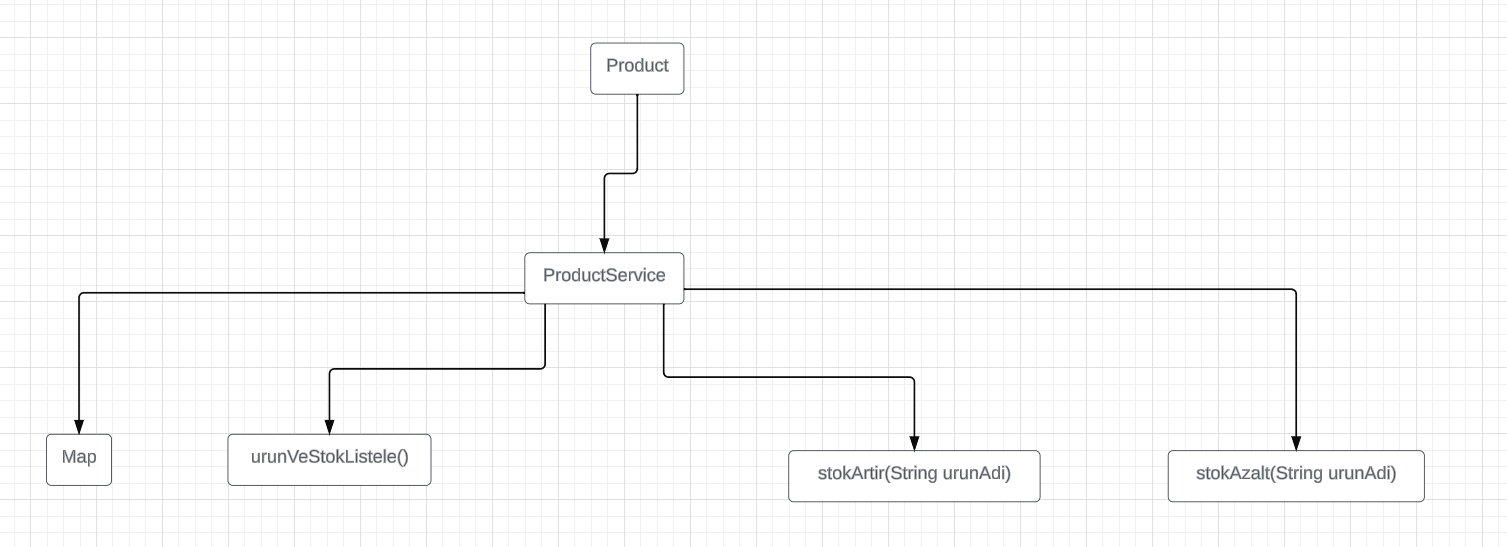 Product
ProductService
Map
urunVeStokListele()
stokArtir(String urunAdi)
stokAzalt(String urunAdi)